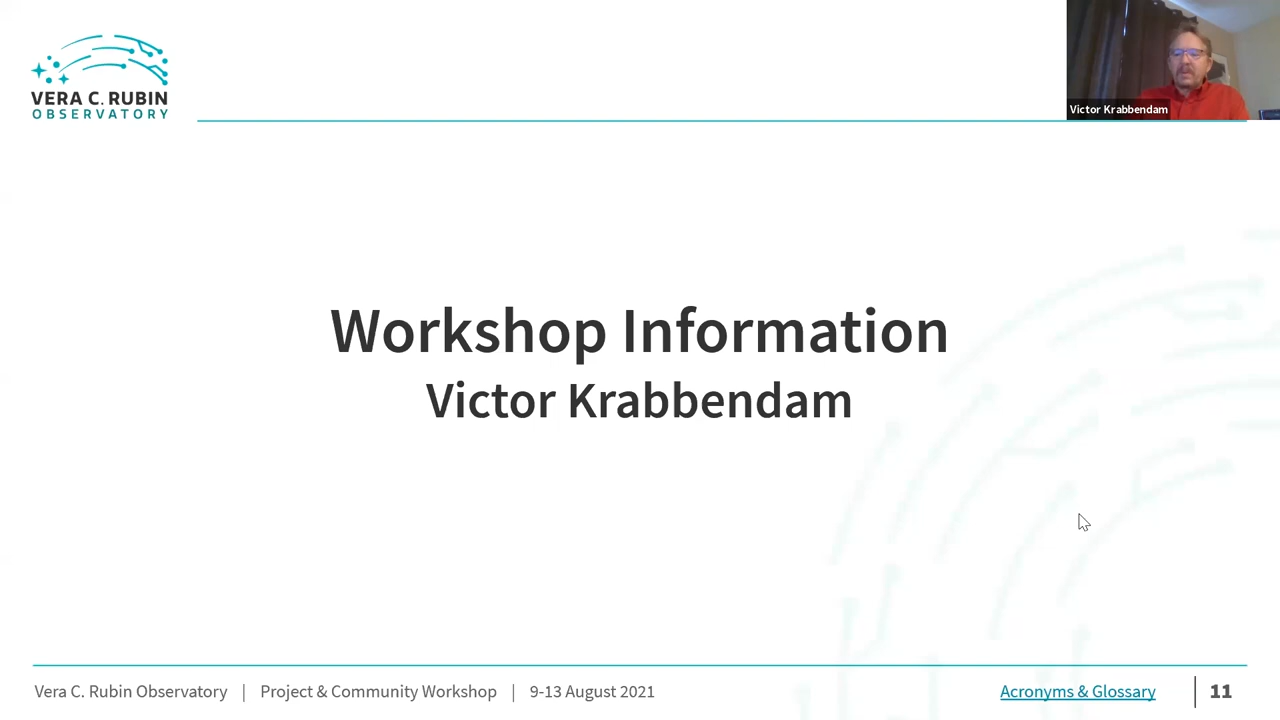 VERA C. RUBIN
OBSERVATORY
Victor Krabbendam
Workshop Information
Victor Krabbendam
Vera C. Rubin Observatory | Project & Community Workshop | 9-13 August 2021
Acronyms & Glossary | 11